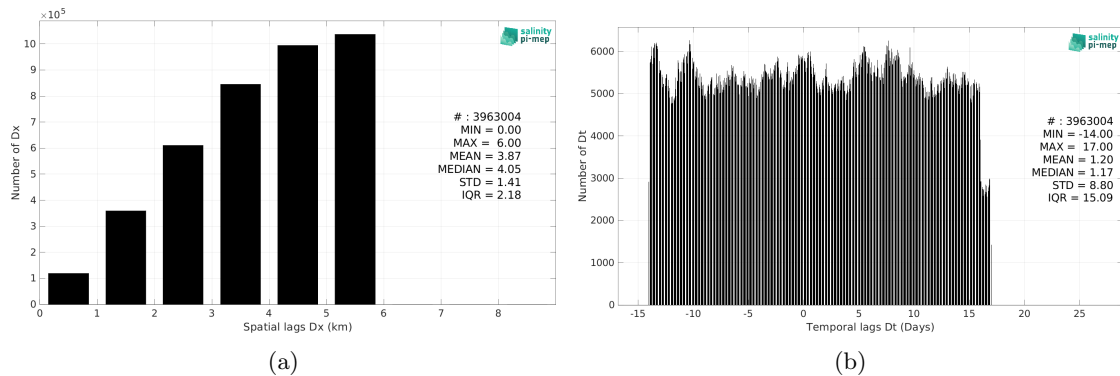 ×10⁵
10
9
8
7
6
5
4
3
2
1
0
Number of Dx
0 1 2 3 4 5 6 7 8
Spatial lags Dx (km)
salinity
pi-mep
# : 3963004
MIN = 0.00
MAX = 6.00
MEAN = 3.87
MEDIAN = 4.05
STD = 1.41
IQR = 2.18
(a)
6000
5000
4000
3000
2000
1000
0
Number of Dt
-15 -10 -5 0 5 10 15 20 25
Temporal lags Dt (Days)
salinity
pi-mep
# : 3963004
MIN = -14.00
MAX = 17.00
MEAN = 1.20
MEDIAN = 1.17
STD = 8.80
IQR = 15.09
(b)